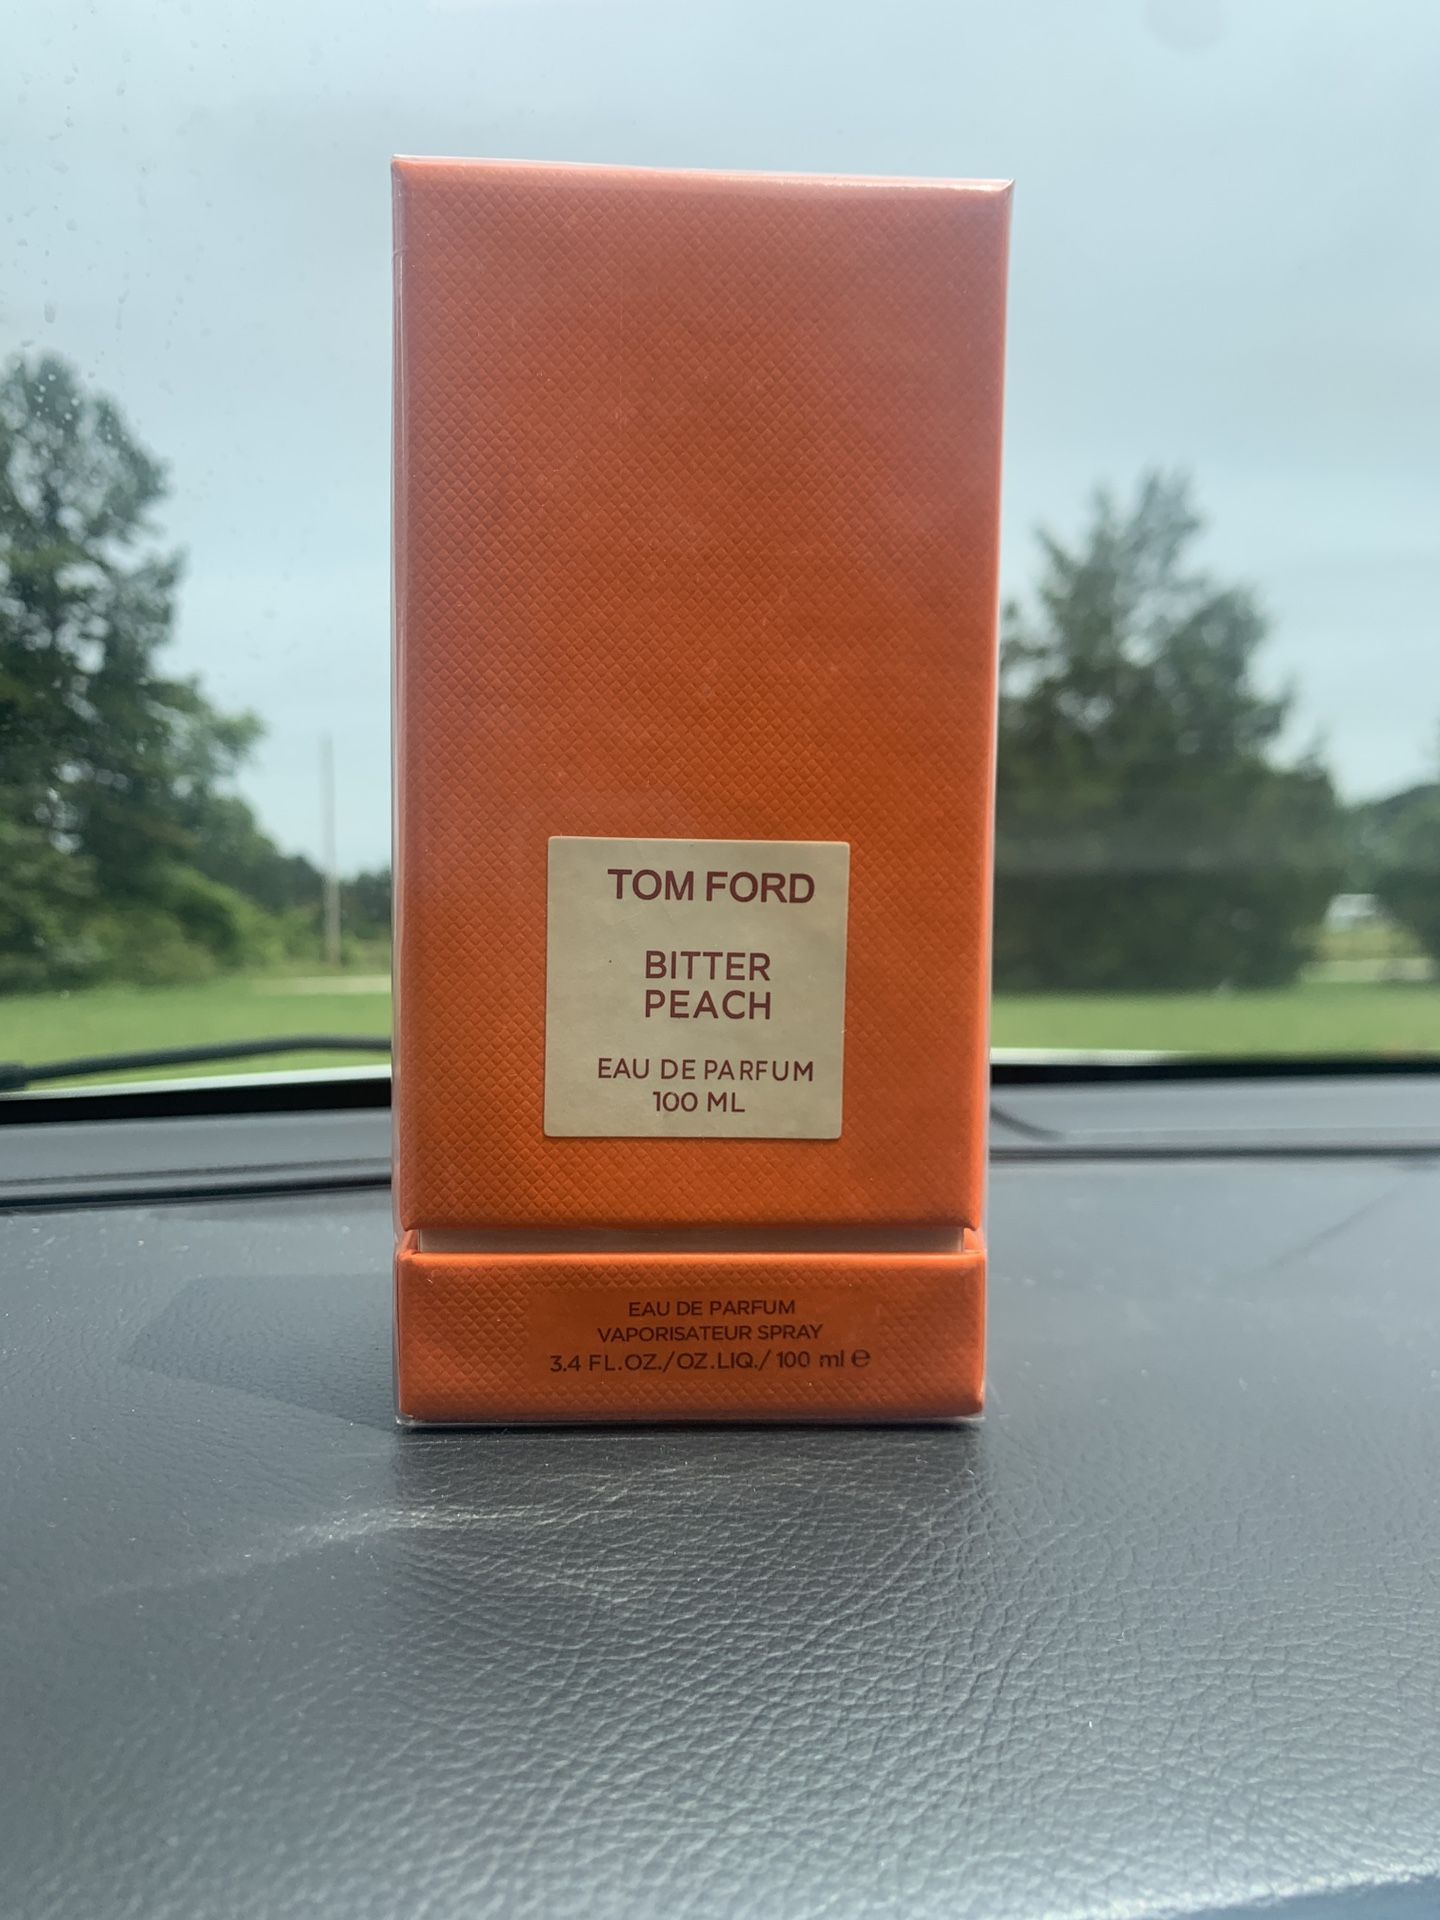 TOM FORD
BITTER
PEACH
EAU DE PARFUM
100 ML
EAU DE PARFUM
VAPORISATEUR SPRAY
3.4 FL.OZ./OZ.LIQ./ 100 ml ℮